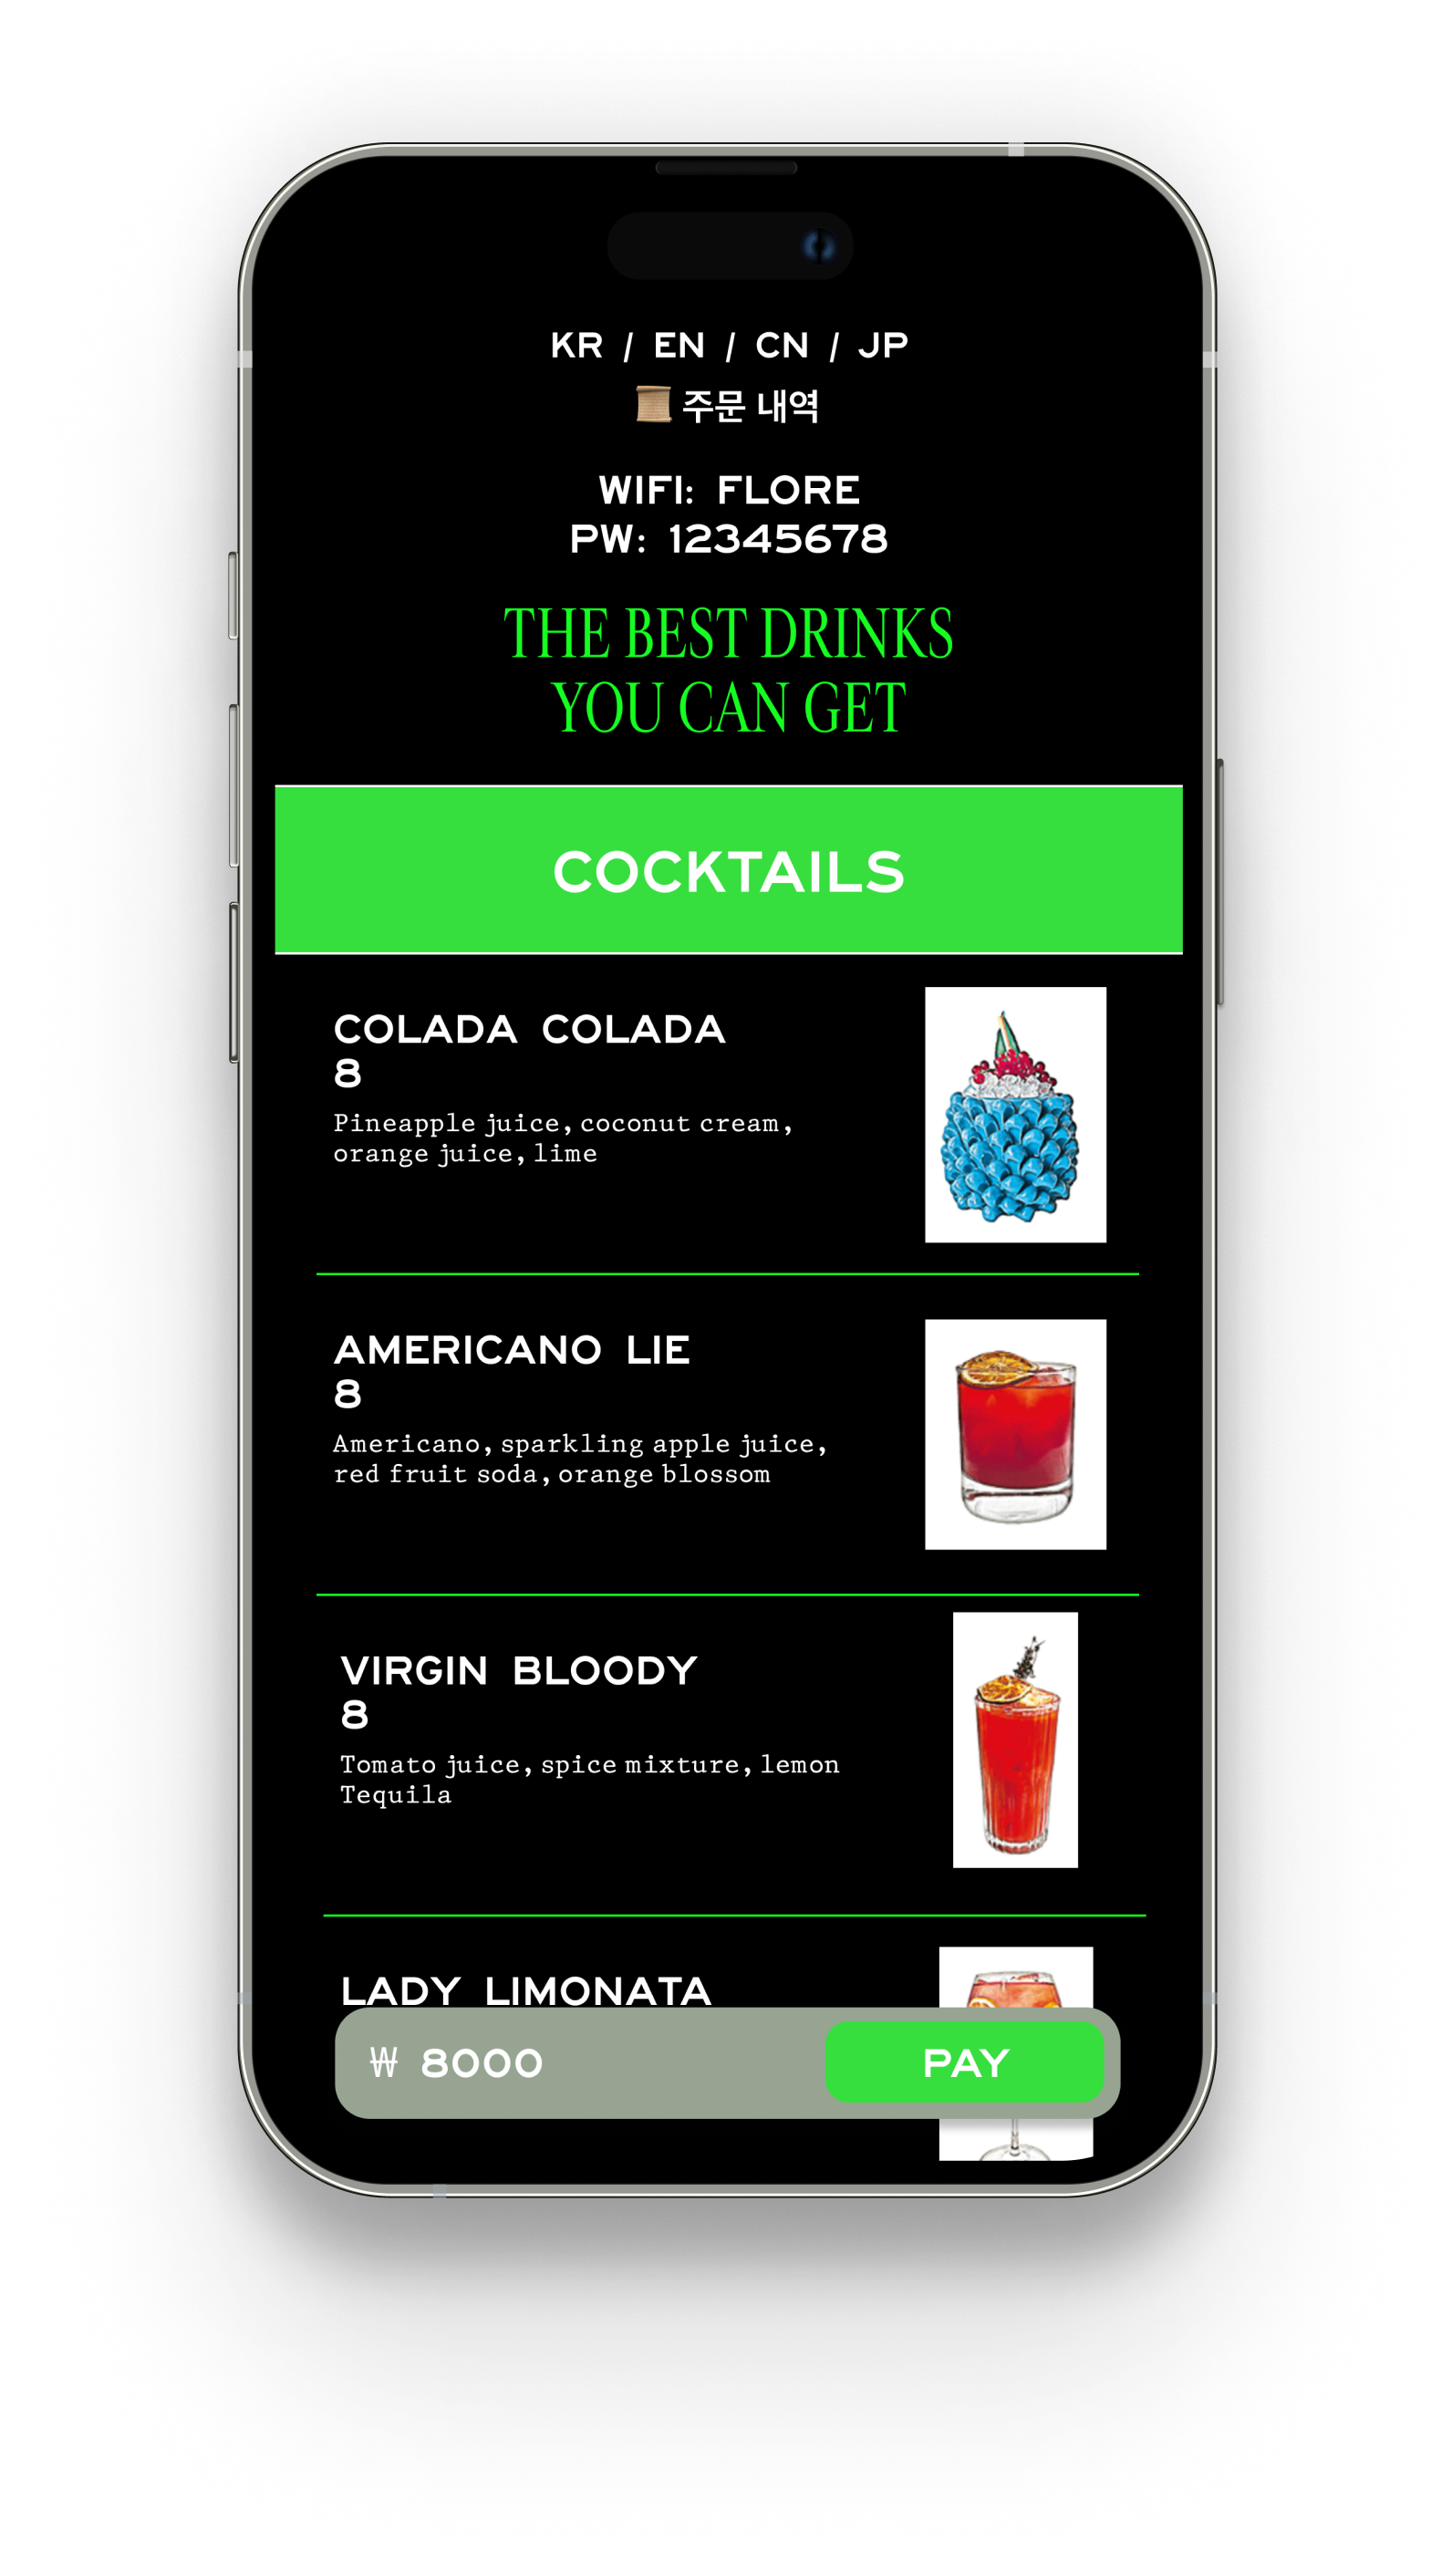 KR / EN / CN / JP
📜 주문 내역
WIFI: FLORE
PW: 12345678
THE BEST DRINKS
YOU CAN GET
COCKTAILS
COLADA COLADA
8
Pineapple juice, coconut cream,
orange juice, lime
AMERICANO LIE
8
Americano, sparkling apple juice,
red fruit soda, orange blossom
VIRGIN BLOODY
8
Tomato juice, spice mixture, lemon
Tequila
LADY LIMONATA
₩ 8000
PAY